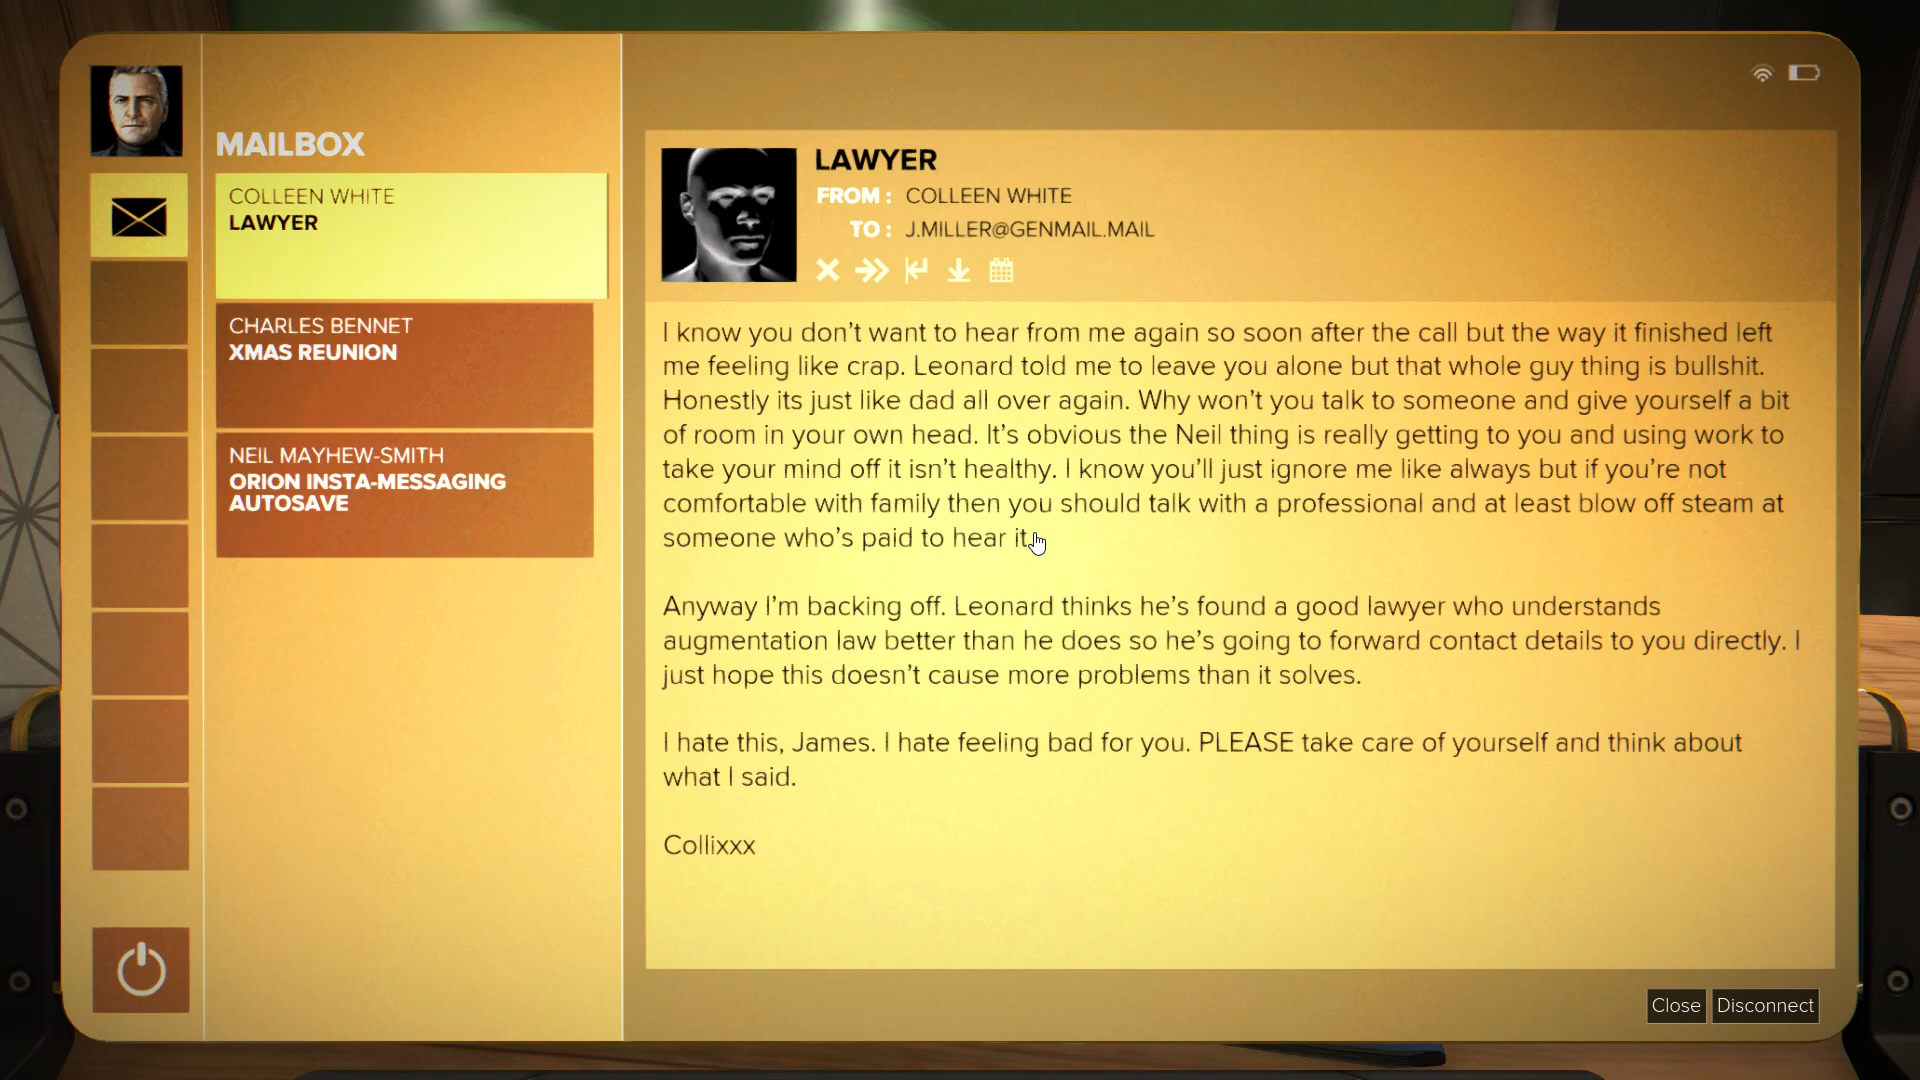 MAILBOX
COLLEEN WHITE
LAWYER
CHARLES BENNET
XMAS REUNION
NEIL MAYHEW-SMITH
ORION INSTA-MESSAGING
AUTOSAVE
LAWYER
FROM : COLLEEN WHITE
TO : J.MILLER@GENMAIL.MAIL
I know you don't want to hear from me again so soon after the call but the way it finished left
me feeling like crap. Leonard told me to leave you alone but that whole guy thing is bullshit.
Honestly its just like dad all over again. Why won't you talk to someone and give yourself a bit
of room in your own head. It's obvious the Neil thing is really getting to you and using work to
take your mind off it isn't healthy. I know you'll just ignore me like always but if you're not
comfortable with family then you should talk with a professional and at least blow off steam at
someone who's paid to hear it.
Anyway I'm backing off. Leonard thinks he's found a good lawyer who understands
augmentation law better than he does so he's going to forward contact details to you directly. I
just hope this doesn't cause more problems than it solves.
I hate this, James. I hate feeling bad for you. PLEASE take care of yourself and think about
what I said.
Collixxx
Close Disconnect